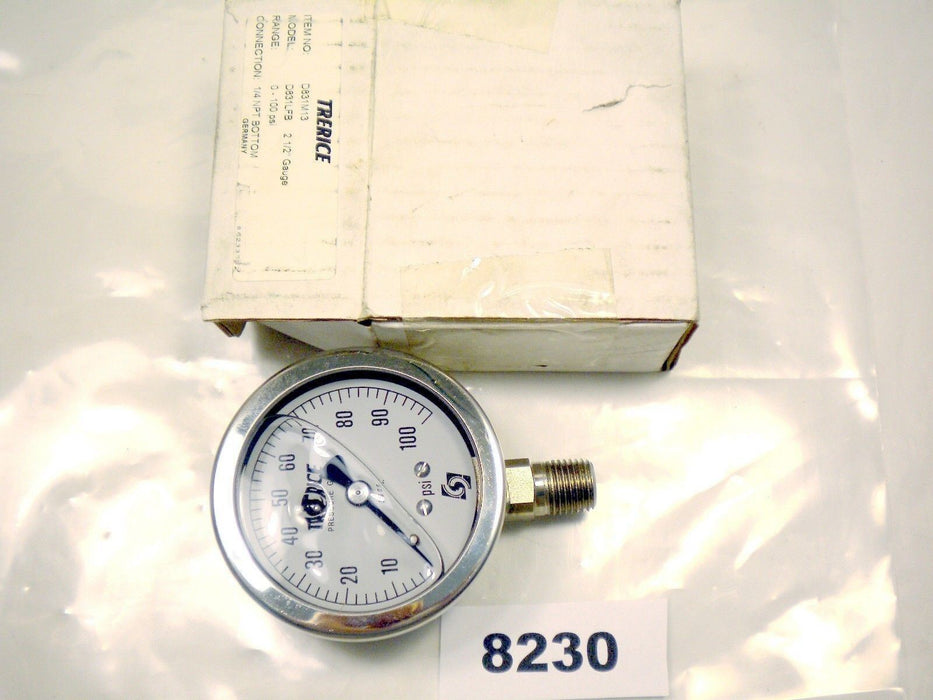 TRERICE
ITEM NO: D831M13
MODEL: D831LFB 2 1/2" Gauge
RANGE: 0 - 100 psi
CONNECTION: 1/4 NPT BOTTOM
GERMANY
10
20
30
40
50
60
70
80
90
100
TRERICE
psi
8230